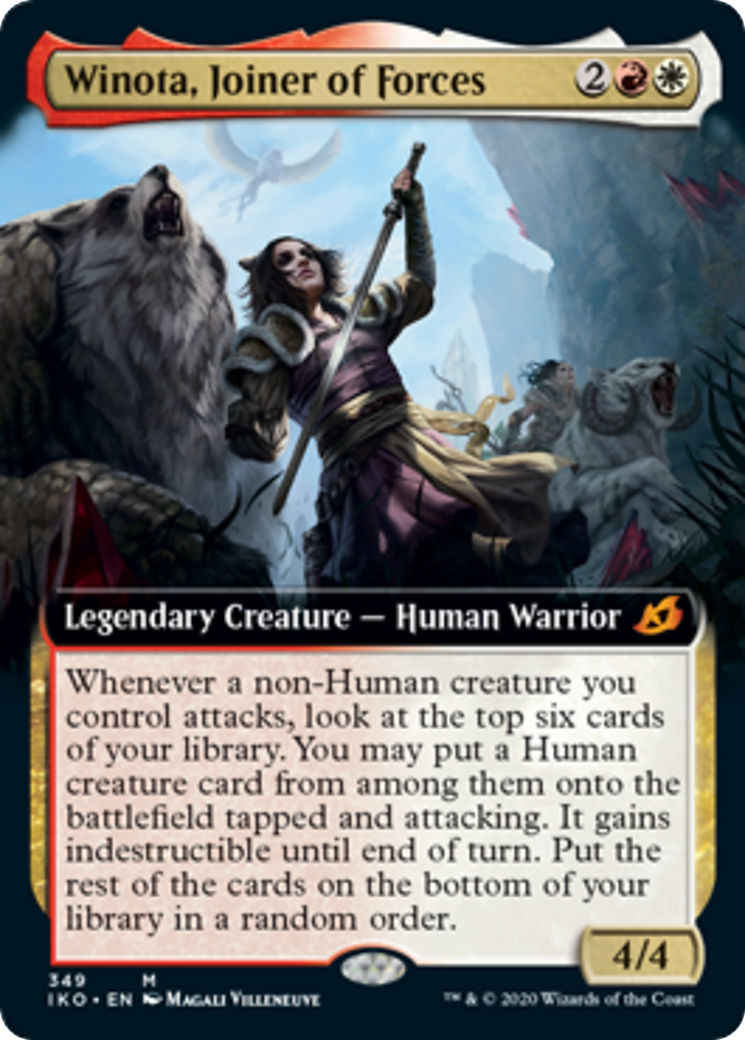 Winota, Joiner of Forces 2
Legendary Creature — Human Warrior
Whenever a non-Human creature you
control attacks, look at the top six cards
of your library. You may put a Human
creature card from among them onto the
battlefield tapped and attacking. It gains
indestructible until end of turn. Put the
rest of the cards on the bottom of your
library in a random order.
4/4
349 M
IKO • EN Magali Villeneuve
™ & © 2020 Wizards of the Coast